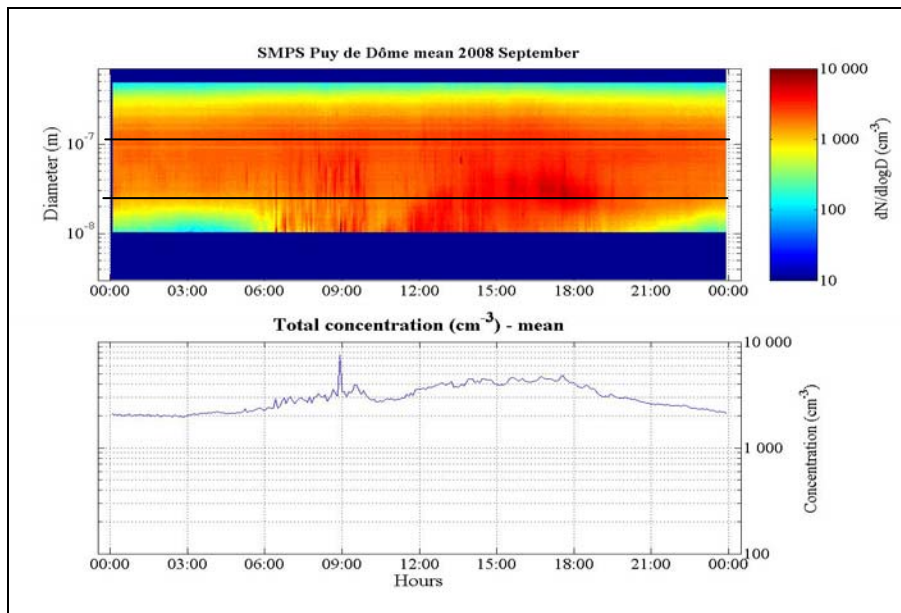 SMPS Puy de Dôme mean 2008 September
Diameter (m)
10⁻⁷
10⁻⁸
00:00 03:00 06:00 09:00 12:00 15:00 18:00 21:00 00:00
10 000
1 000
100
10
dN/dlogD (cm⁻³)
Total concentration (cm⁻³) - mean
10 000
1 000
100
Concentration (cm⁻³)
00:00 03:00 06:00 09:00 12:00 15:00 18:00 21:00 00:00
Hours